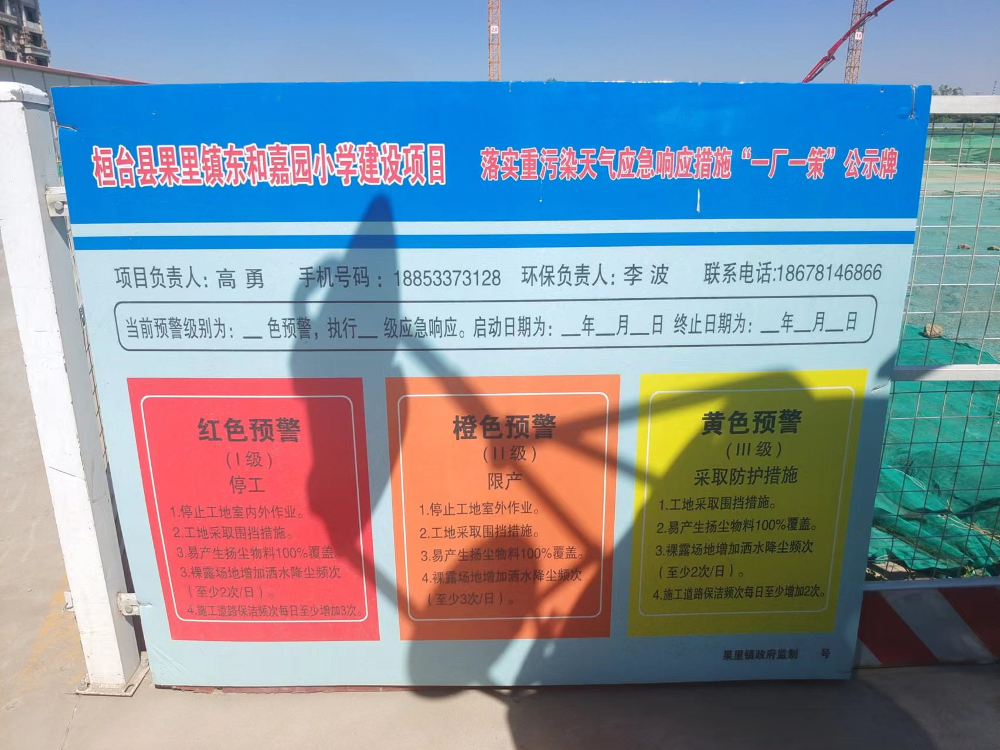 2#
1#
桓台县果里镇东和嘉园小学建设项目 落实重污染天气应急响应措施“一厂一策”公示牌
项目负责人：高 勇 手机号码：18853373128 环保负责人：李 波 联系电话:18678146866
当前预警级别为：__ 色预警，执行__ 级应急响应。启动日期为：__年__月__日 终止日期为：__年__月__日
红色预警
（I 级）
停工
1.停止工地室内外作业。
2.工地采取围挡措施。
3.易产生扬尘物料100%覆盖。
3.裸露场地增加洒水降尘频次
（至少2次/日）。
4.施工道路保洁频次每日至少增加3次。
橙色预警
（II 级）
限产
1.停止工地室外作业。
2.工地采取围挡措施。
3.易产生扬尘物料100%覆盖。
4.裸露场地增加洒水降尘频次
（至少3次/日）。
黄色预警
（III 级）
采取防护措施
1.工地采取围挡措施。
2.易产生扬尘物料100%覆盖。
3.裸露场地增加洒水降尘频次
（至少2次/日）。
4.施工道路保洁频次每日至少增加2次。
果里镇政府监制 号